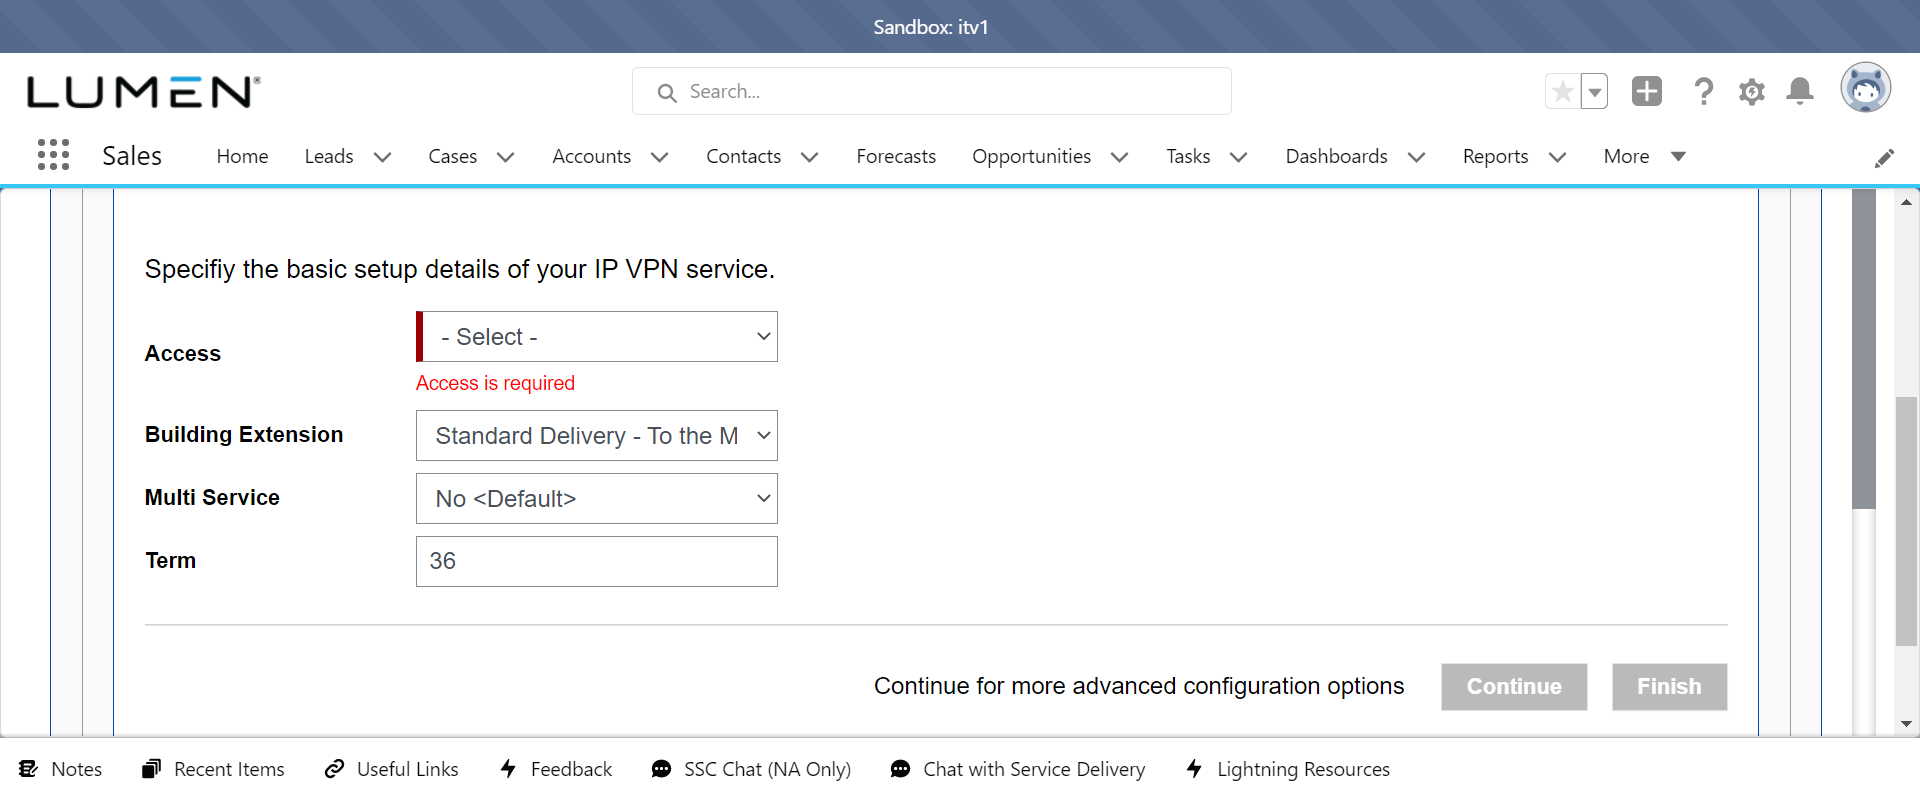 Sandbox: itv1
LUMEN
Search...
Sales Home Leads Cases Accounts Contacts Forecasts Opportunities Tasks Dashboards Reports More
Specifiy the basic setup details of your IP VPN service.
Access
- Select -
Access is required
Building Extension
Standard Delivery - To the M
Multi Service
No <Default>
Term
36
Continue for more advanced configuration options Continue Finish
Notes Recent Items Useful Links Feedback SSC Chat (NA Only) Chat with Service Delivery Lightning Resources